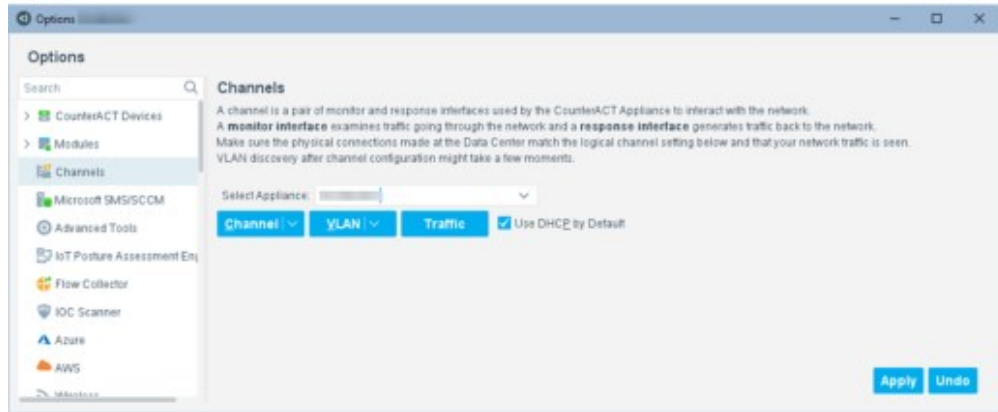 Options
Options
Search
CounterACT Devices
Modules
Channels
Microsoft SMS/SCCM
Advanced Tools
IoT Posture Assessment Eng
Flow Collector
IOC Scanner
Azure
AWS
Wireless
Channels
A channel is a pair of monitor and response interfaces used by the CounterACT Appliance to interact with the network.
A monitor interface examines traffic going through the network and a response interface generates traffic back to the network.
Make sure the physical connections made at the Data Center match the logical channel setting below and that your network traffic is seen.
VLAN discovery after channel configuration might take a few moments.
Select Appliance:
Channel VLAN Traffic Use DHCP by Default
Apply Undo